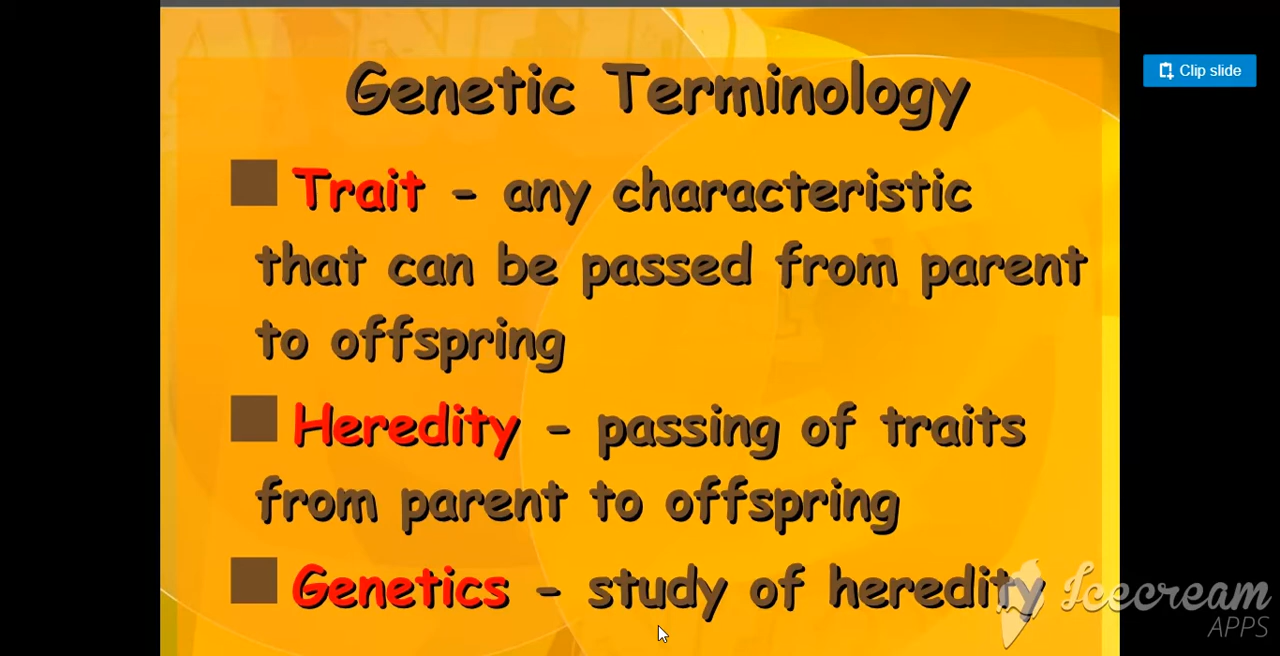 Clip slide
Genetic Terminology
Trait - any characteristic
that can be passed from parent
to offspring
Heredity - passing of traits
from parent to offspring
Genetics - study of heredity
Icecream
APPS